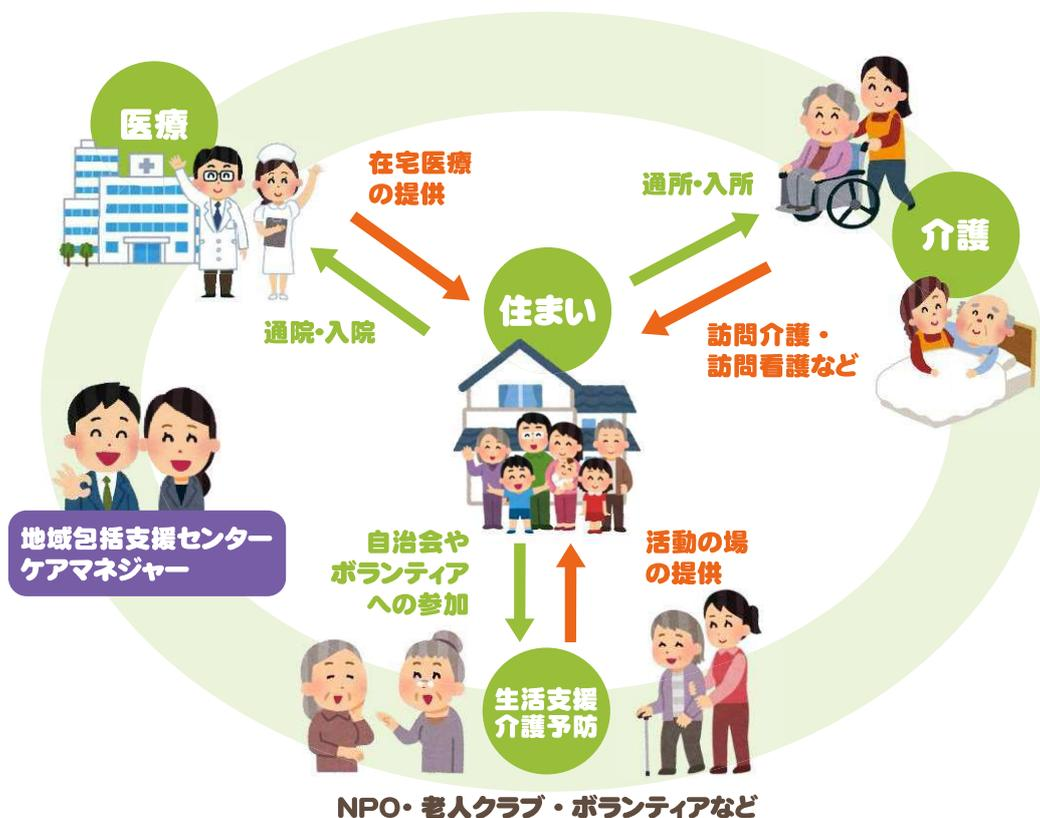 医療
在宅医療
の提供
通院・入院
通所・入所
介護
訪問介護・
訪問看護など
住まい
地域包括支援センター
ケアマネジャー
自治会や
ボランティア
への参加
活動の場
の提供
生活支援
介護予防
NPO・老人クラブ・ボランティアなど